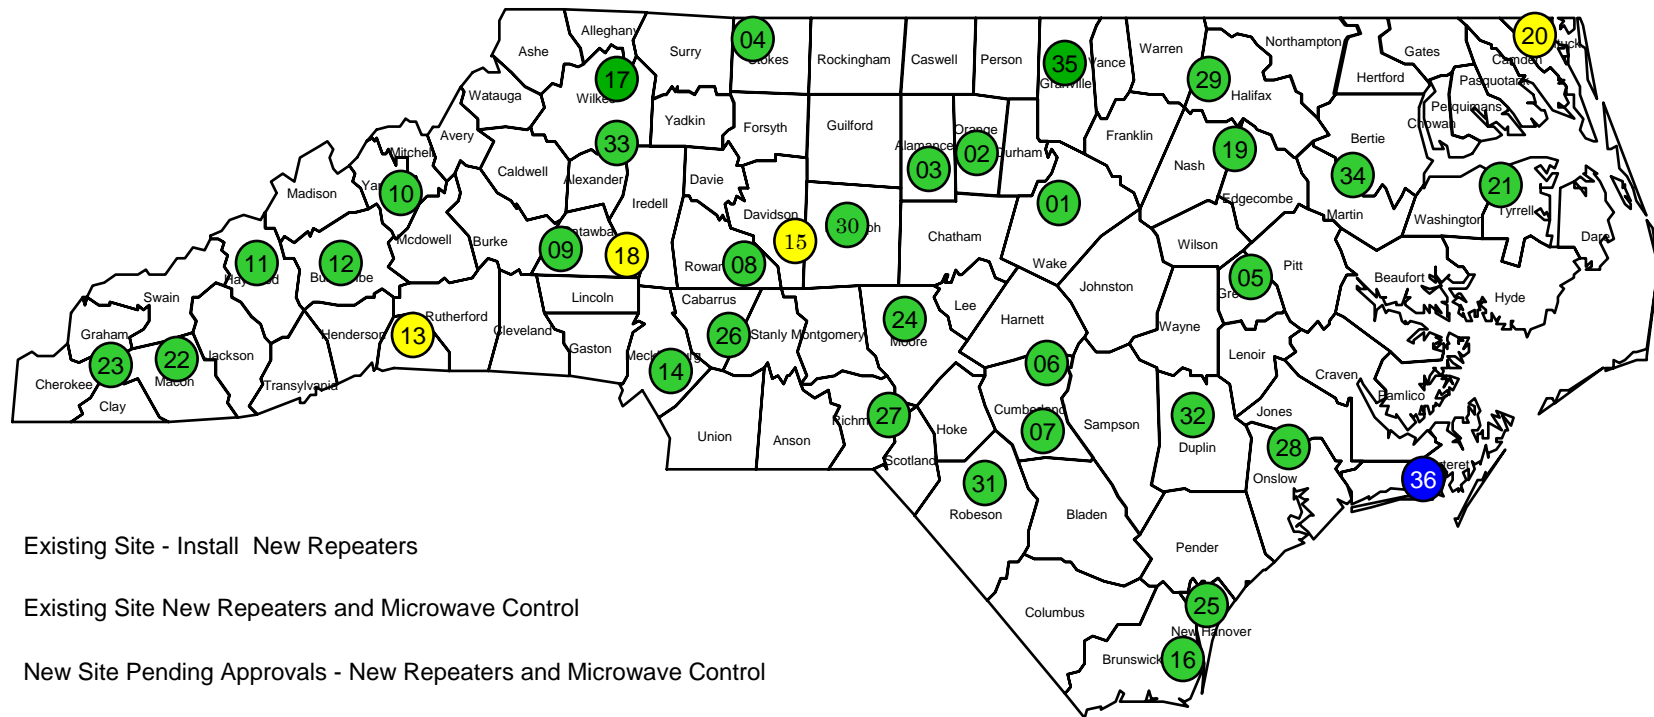 Alleghany
04
20
Ashe
Surry
Stokes
Rockingham
Caswell
Person
35
Vance
Warren
Northampton
Gates
Camden
17
Wilkes
Granville
29
Halifax
Hertford
Pasquotank
Watauga
Yadkin
Forsyth
Guilford
Orange
Perquimans
Chowan
Avery
Mitchell
33
Alamance
02
Durham
Franklin
19
Bertie
Caldwell
Alexander
Davie
03
Nash
34
21
Madison
10
Iredell
Davidson
30
01
Edgecombe
Martin
Washington
Tyrrell
Mcdowell
Burke
09
18
15
Chatham
Wilson
Dare
11
12
Rowan
08
Wake
05
Pitt
Beaufort
Swain
Lincoln
Cabarrus
Lee
Johnston
Hyde
Graham
Henderson
13
Rutherford
Cleveland
26
Stanly
Montgomery
24
Moore
Harnett
Wayne
23
22
Macon
Jackson
Gaston
14
06
Lenoir
Cherokee
Transylvania
Craven
Pamlico
Clay
27
Cumberland
07
Sampson
32
Jones
Union
Anson
Hoke
Duplin
28
Scotland
31
Onslow
36
Robeson
Bladen
Existing Site - Install New Repeaters
Pender
Existing Site New Repeaters and Microwave Control
Columbus
25
New Hanover
New Site Pending Approvals - New Repeaters and Microwave Control
Brunswick
16